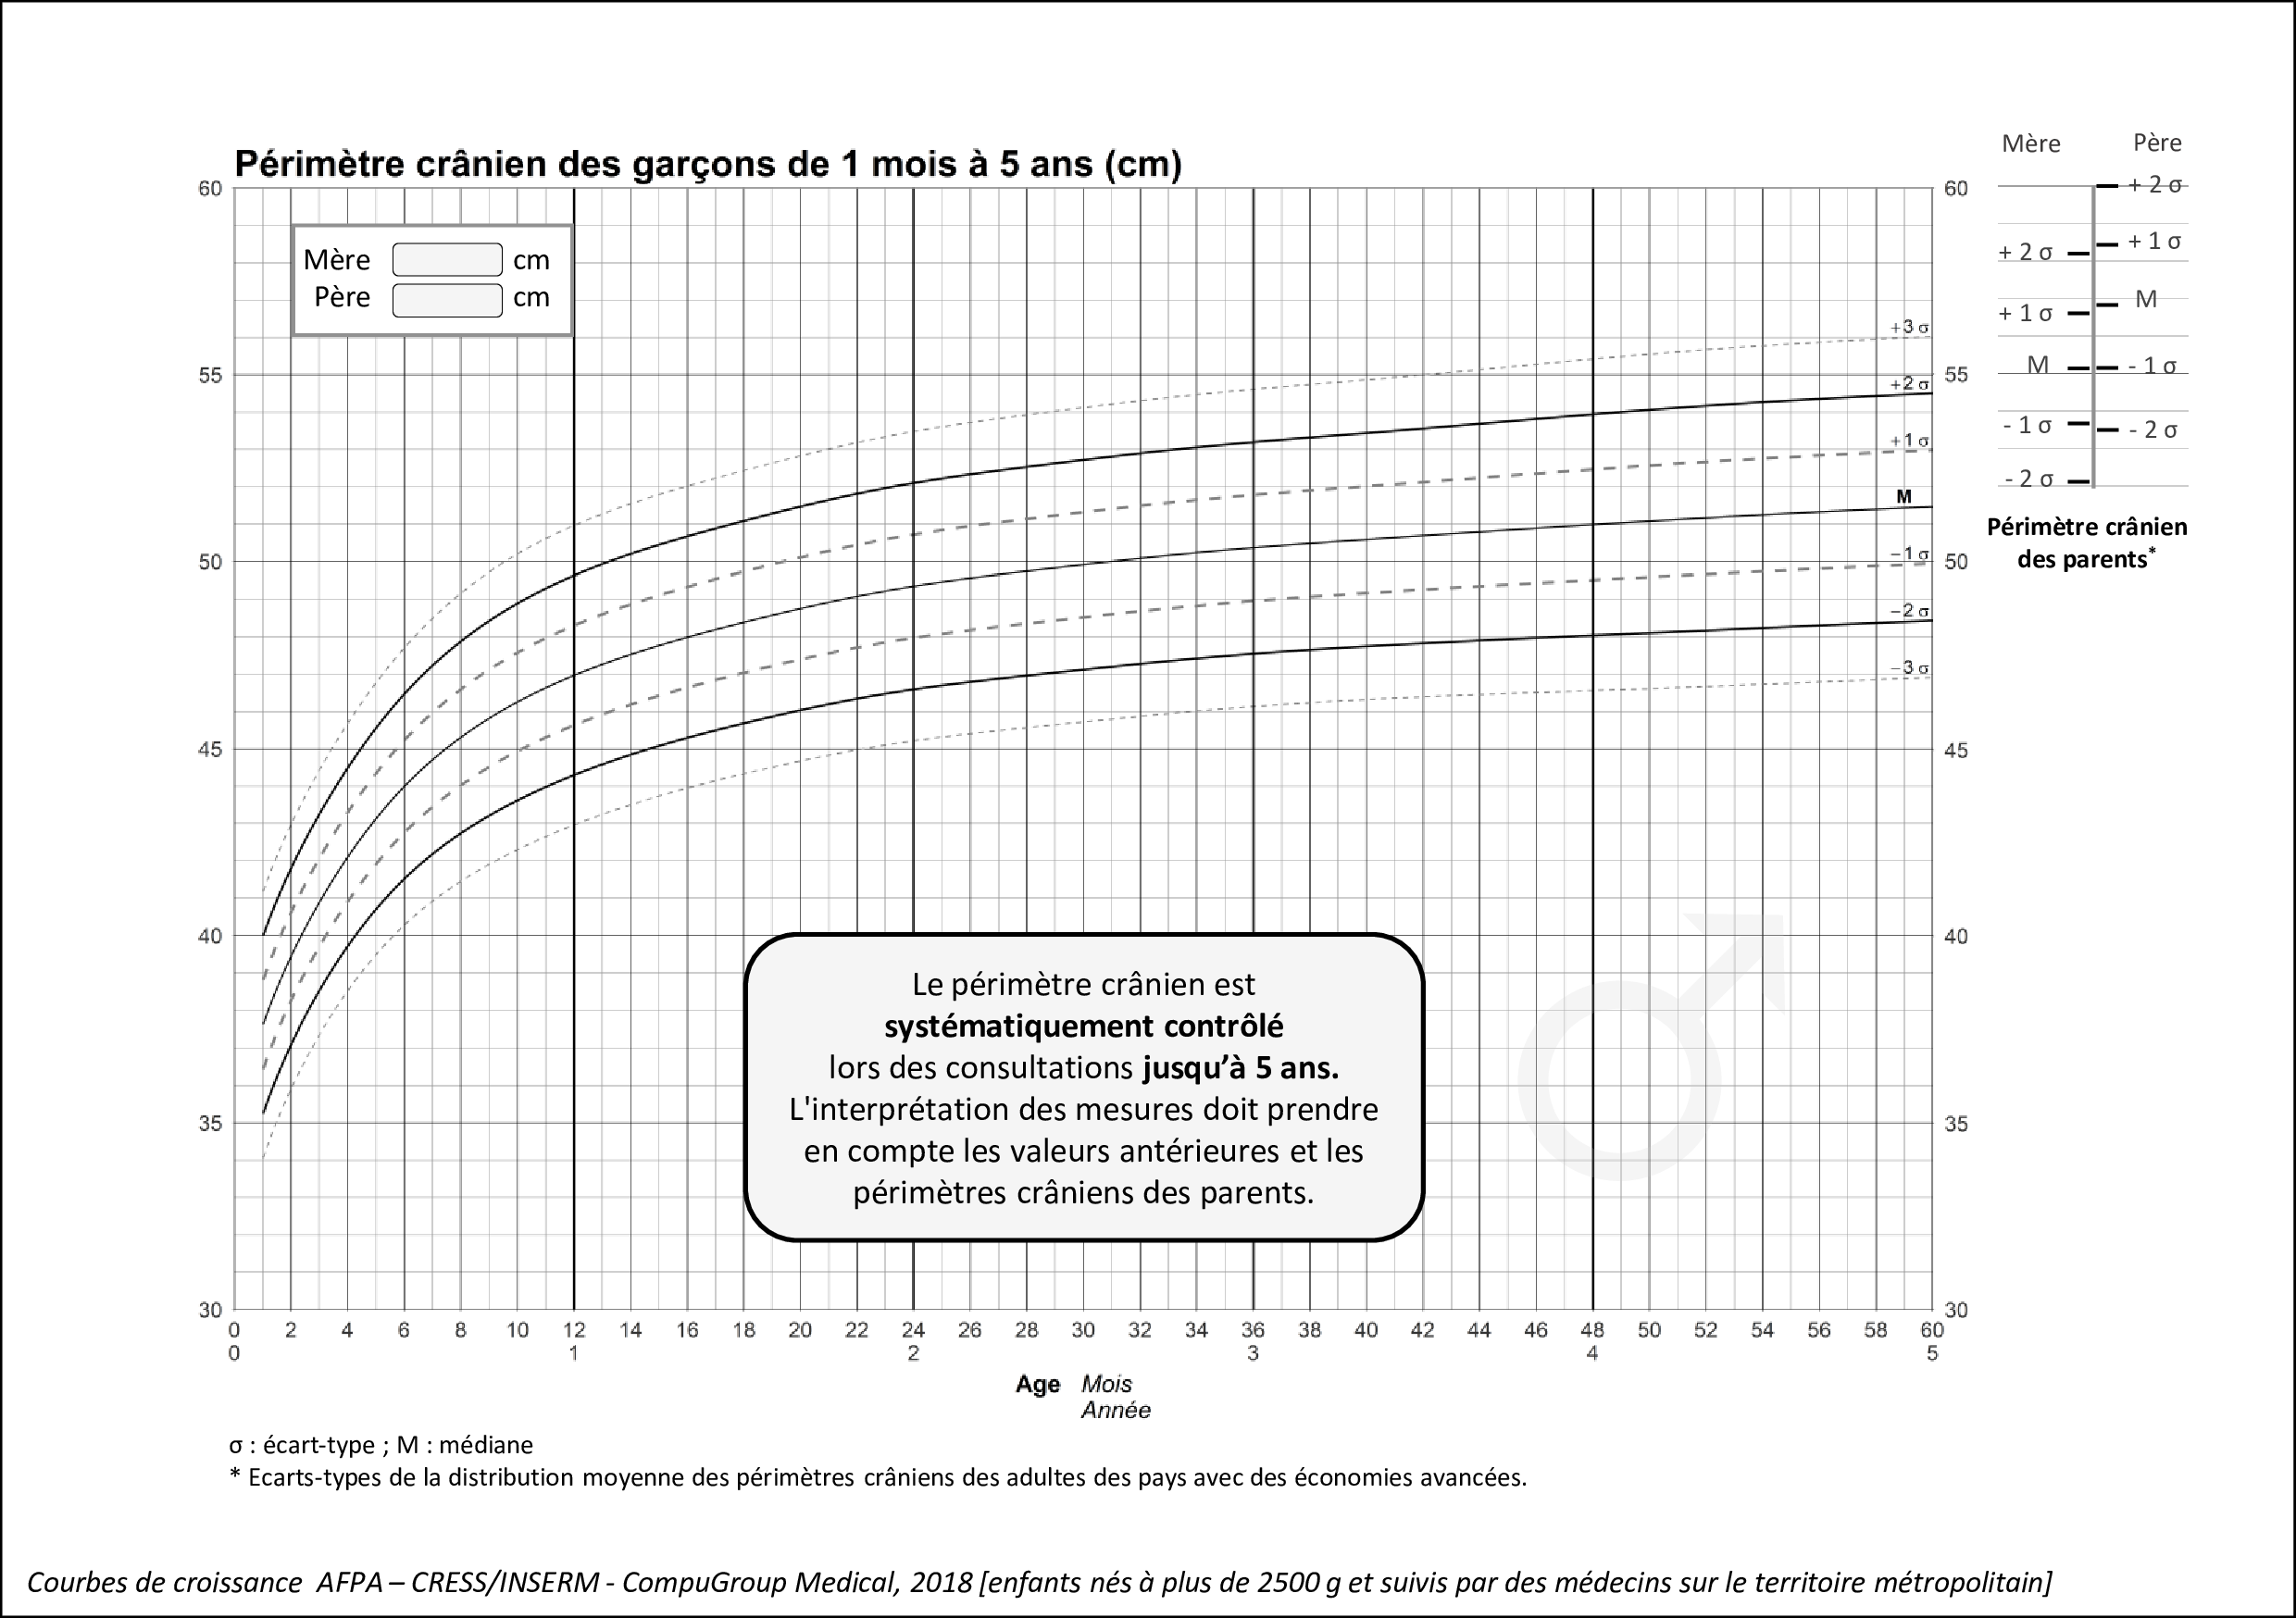 Périmètre crânien des garçons de 1 mois à 5 ans (cm)
Mère Père
60 60
+ 2 σ
+ 1 σ
+ 2 σ
M
+ 1 σ
M - 1 σ
- 1 σ
- 2 σ
- 2 σ
Périmètre crânien
des parents*
Mère cm
Père cm
+3 σ
55 55
+2 σ
+1 σ
M
50 50
−1 σ
−2 σ
−3 σ
45 45
40 40
Le périmètre crânien est
systématiquement contrôlé
lors des consultations jusqu’à 5 ans.
L'interprétation des mesures doit prendre
en compte les valeurs antérieures et les
périmètres crâniens des parents.
35 35
30 30
0 2 4 6 8 10 12 14 16 18 20 22 24 26 28 30 32 34 36 38 40 42 44 46 48 50 52 54 56 58 60
0 1 2 3 4 5
Age Mois
Année
σ : écart-type ; M : médiane
* Ecarts-types de la distribution moyenne des périmètres crâniens des adultes des pays avec des économies avancées.
Courbes de croissance AFPA – CRESS/INSERM - CompuGroup Medical, 2018 [enfants nés à plus de 2500 g et suivis par des médecins sur le territoire métropolitain]